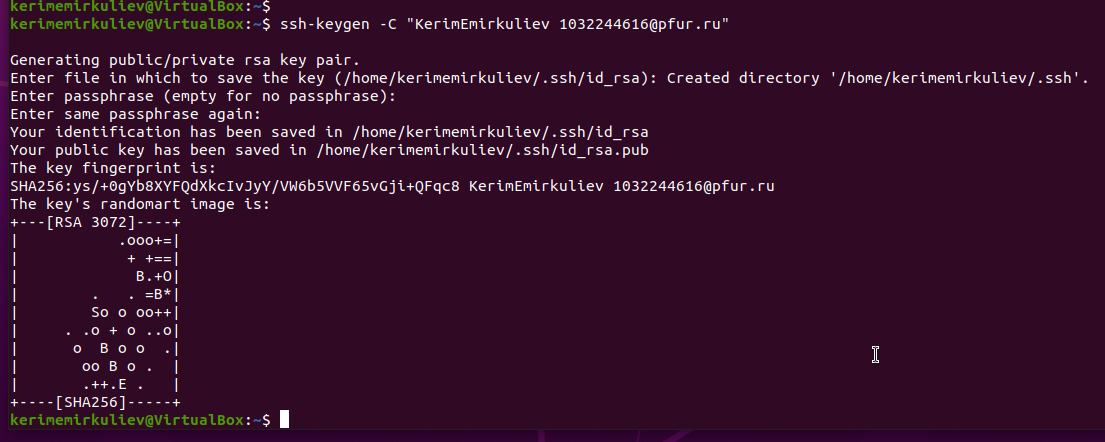 kerimemirkuliev@VirtualBox:~$
kerimemirkuliev@VirtualBox:~$ ssh-keygen -C "KerimEmirkuliev 1032244616@pfur.ru"
Generating public/private rsa key pair.
Enter file in which to save the key (/home/kerimemirkuliev/.ssh/id_rsa): Created directory '/home/kerimemirkuliev/.ssh'.
Enter passphrase (empty for no passphrase):
Enter same passphrase again:
Your identification has been saved in /home/kerimemirkuliev/.ssh/id_rsa
Your public key has been saved in /home/kerimemirkuliev/.ssh/id_rsa.pub
The key fingerprint is:
SHA256:ys/+0gYb8XYFQdXkcIvJyY/VW6b5VVF65vGji+QFqc8 KerimEmirkuliev 1032244616@pfur.ru
The key's randomart image is:
+---[RSA 3072]----+
|            .ooo+=|
|             + +==|
|              B.+O|
|         .   . =B*|
|         So o oo++|
|      . .o + o ..o|
|       o  B o o  .|
|        oo B o .  |
|        .++.E .   |
+----[SHA256]-----+
kerimemirkuliev@VirtualBox:~$